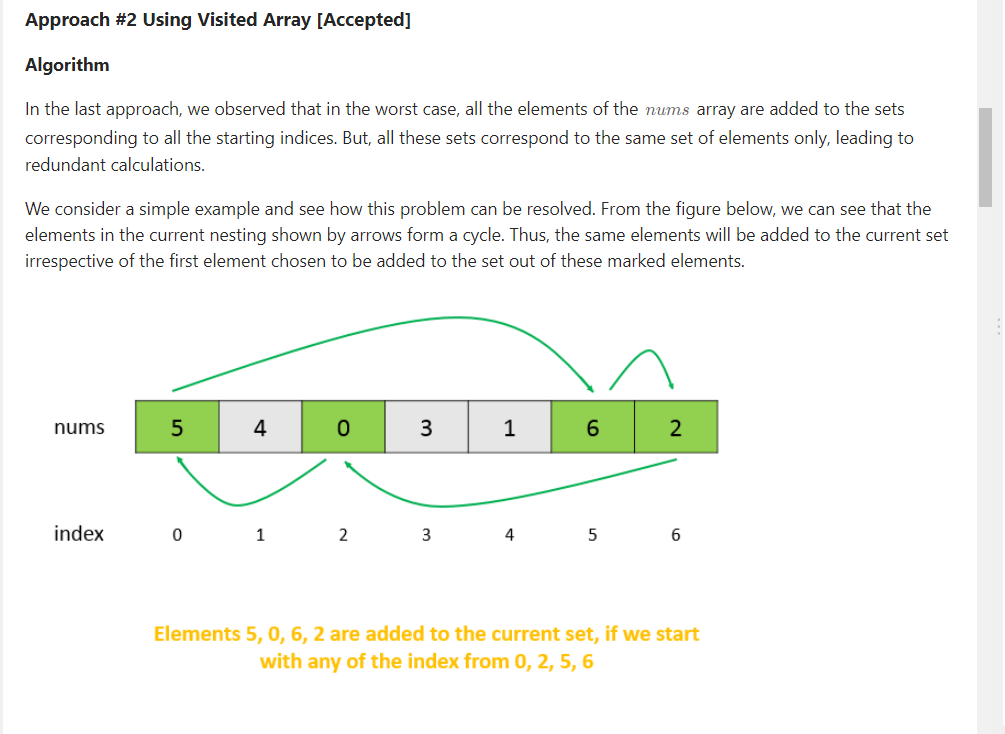 Approach #2 Using Visited Array [Accepted]
Algorithm
In the last approach, we observed that in the worst case, all the elements of the nums array are added to the sets
corresponding to all the starting indices. But, all these sets correspond to the same set of elements only, leading to
redundant calculations.
We consider a simple example and see how this problem can be resolved. From the figure below, we can see that the
elements in the current nesting shown by arrows form a cycle. Thus, the same elements will be added to the current set
irrespective of the first element chosen to be added to the set out of these marked elements.
nums 5 4 0 3 1 6 2
index 0 1 2 3 4 5 6
Elements 5, 0, 6, 2 are added to the current set, if we start
with any of the index from 0, 2, 5, 6